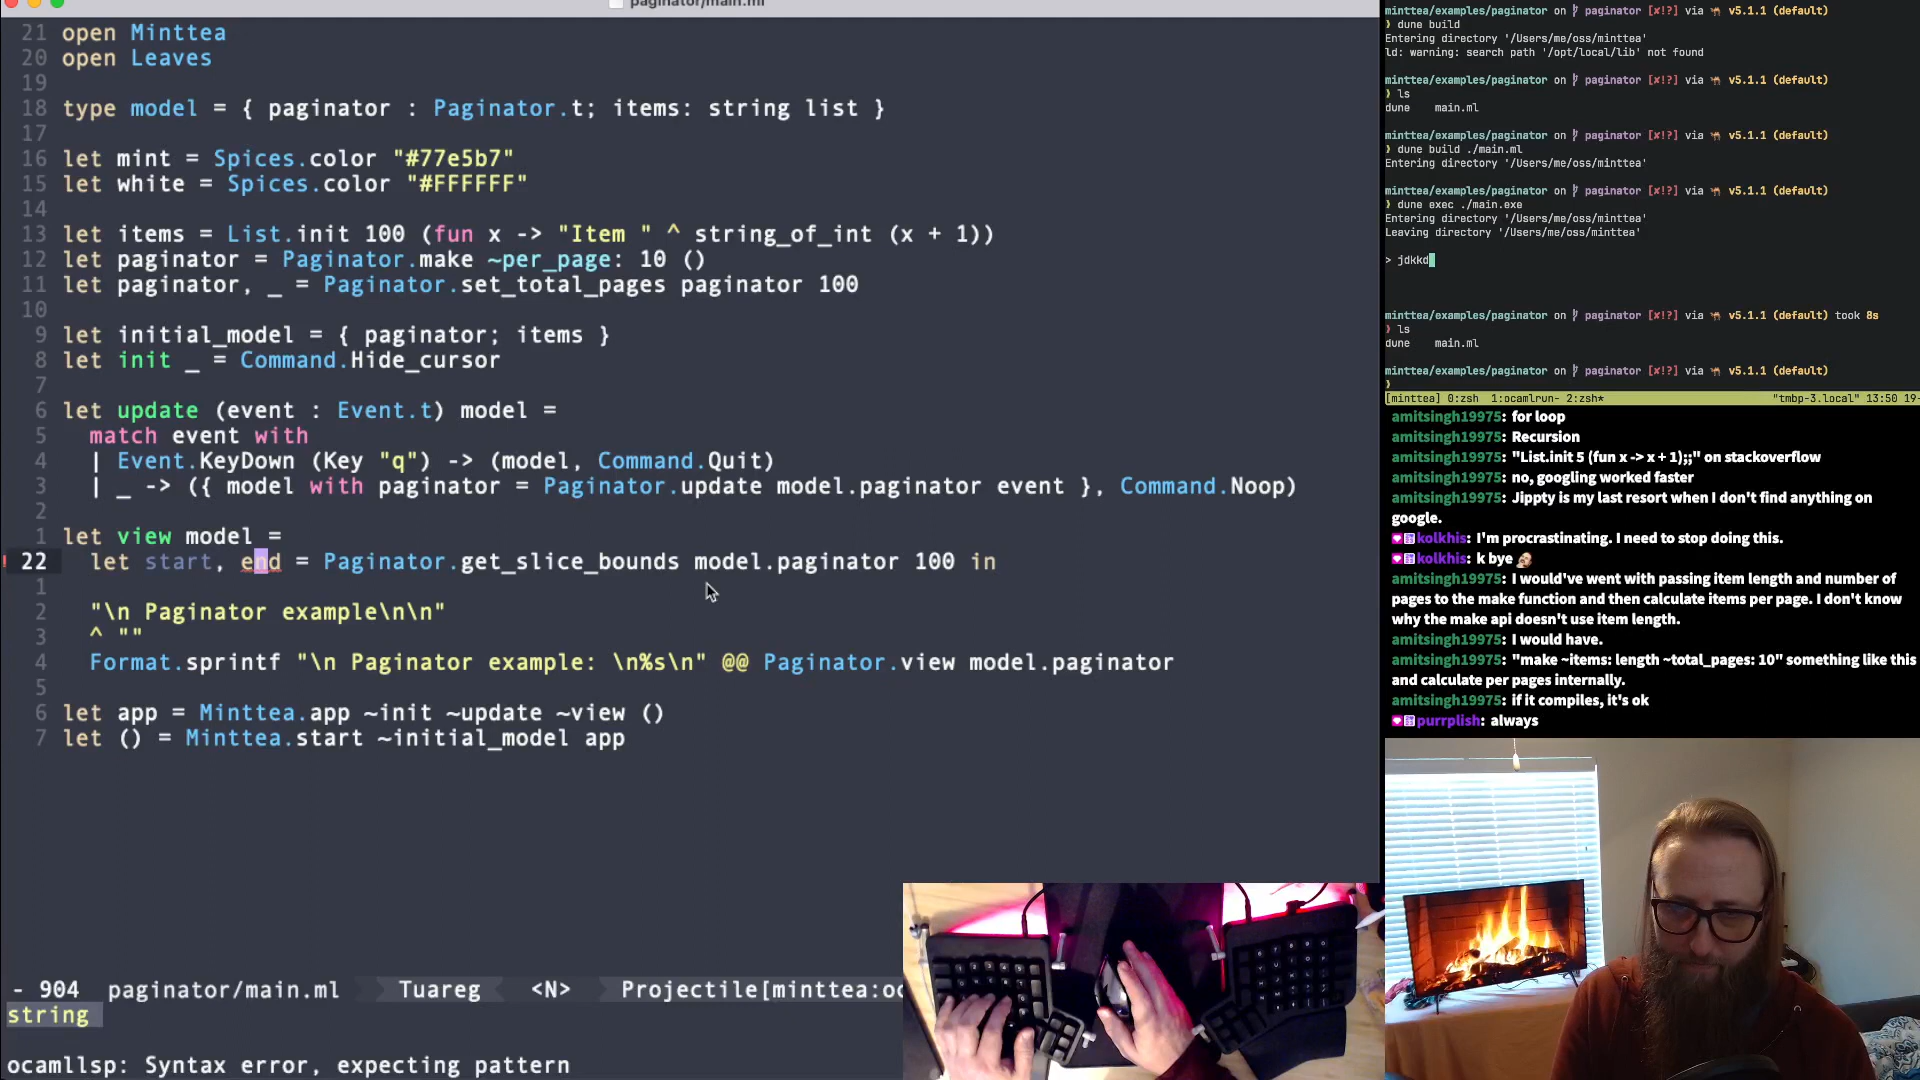 paginator/main.ml
21 open Minttea
20 open Leaves
19
18 type model = { paginator : Paginator.t; items: string list }
17
16 let mint = Spices.color "#77e5b7"
15 let white = Spices.color "#FFFFFF"
14
13 let items = List.init 100 (fun x -> "Item " ^ string_of_int (x + 1))
12 let paginator = Paginator.make ~per_page: 10 ()
11 let paginator, _ = Paginator.set_total_pages paginator 100
10
9 let initial_model = { paginator; items }
8 let init _ = Command.Hide_cursor
7
6 let update (event : Event.t) model =
5 match event with
4 | Event.KeyDown (Key "q") -> (model, Command.Quit)
3 | _ -> ({ model with paginator = Paginator.update model.paginator event }, Command.Noop)
2
1 let view model =
22 let start, end = Paginator.get_slice_bounds model.paginator 100 in
1
2 "\n Paginator example\n\n"
3 ^ ""
4 Format.sprintf "\n Paginator example: \n%s\n" @@ Paginator.view model.paginator
5
6 let app = Minttea.app ~init ~update ~view ()
7 let () = Minttea.start ~initial_model app
- 904 paginator/main.ml Tuareg <N> Projectile[minttea:oc
string
ocamllsp: Syntax error, expecting pattern
minttea/examples/paginator on paginator [✘!?] via 🐫 v5.1.1 (default)
❯ dune build
Entering directory '/Users/me/oss/minttea'
ld: warning: search path '/opt/local/lib' not found
minttea/examples/paginator on paginator [✘!?] via 🐫 v5.1.1 (default)
❯ ls
dune main.ml
minttea/examples/paginator on paginator [✘!?] via 🐫 v5.1.1 (default)
❯ dune build ./main.ml
Entering directory '/Users/me/oss/minttea'
minttea/examples/paginator on paginator [✘!?] via 🐫 v5.1.1 (default)
❯ dune exec ./main.exe
Entering directory '/Users/me/oss/minttea'
Leaving directory '/Users/me/oss/minttea'
> jdkkd
minttea/examples/paginator on paginator [✘!?] via 🐫 v5.1.1 (default) took 8s
❯ ls
dune main.ml
minttea/examples/paginator on paginator [✘!?] via 🐫 v5.1.1 (default)
❯
[minttea] 0:zsh 1:ocamlrun- 2:zsh* "tmbp-3.local" 13:50 19-
amitsingh19975: for loop
amitsingh19975: Recursion
amitsingh19975: "List.init 5 (fun x -> x + 1);;" on stackoverflow
amitsingh19975: no, googling worked faster
amitsingh19975: Jippty is my last resort when I don't find anything on
google.
kolkhis: I'm procrastinating. I need to stop doing this.
kolkhis: k bye
amitsingh19975: I would've went with passing item length and number of
pages to the make function and then calculate items per page. I don't know
why the make api doesn't use item length.
amitsingh19975: I would have.
amitsingh19975: "make ~items: length ~total_pages: 10" something like this
and calculate per pages internally.
amitsingh19975: if it compiles, it's ok
purrplish: always